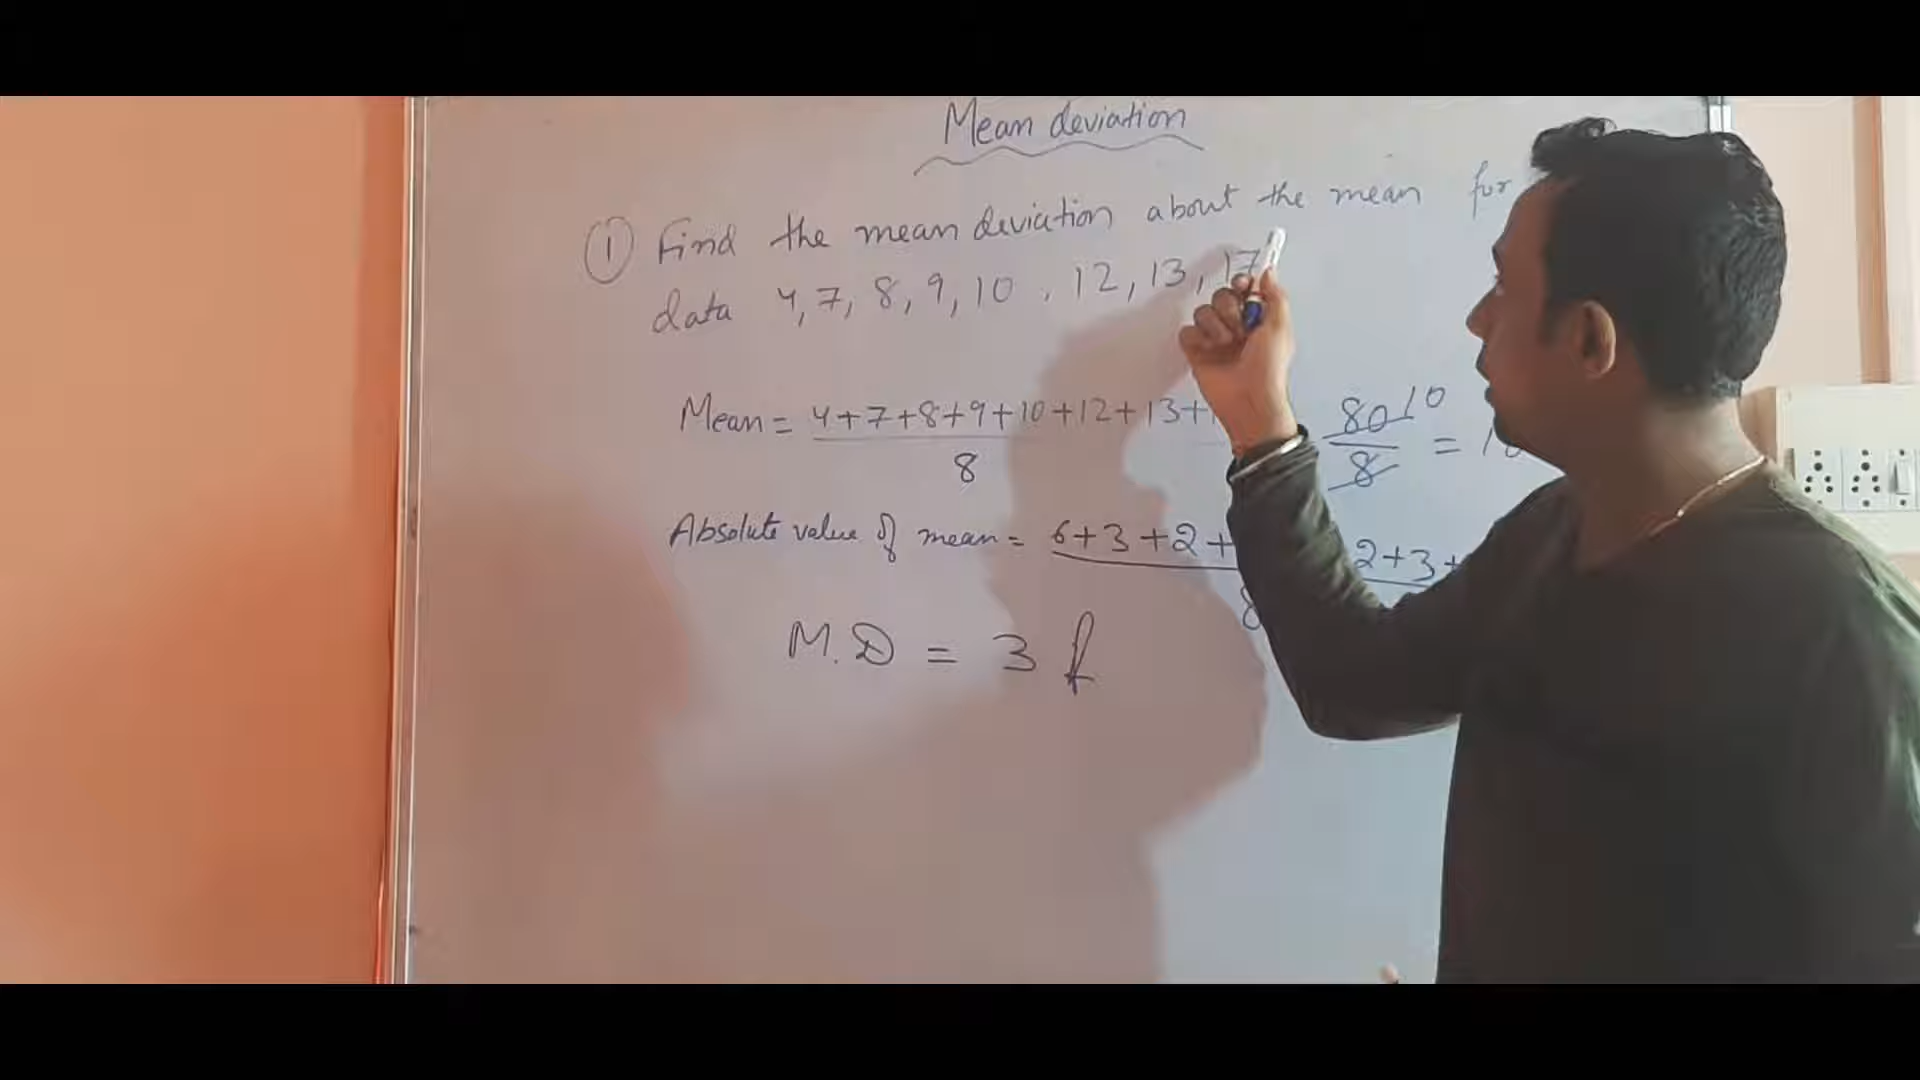 Mean deviation
① Find the mean deviation about the mean for
data 4, 7, 8, 9, 10, 12, 13, 17
Mean = 4+7+8+9+10+12+13+ 80 10
8 8 =
Absolute value of mean = 6+3+2+ 2+3+
8
M.D = 3